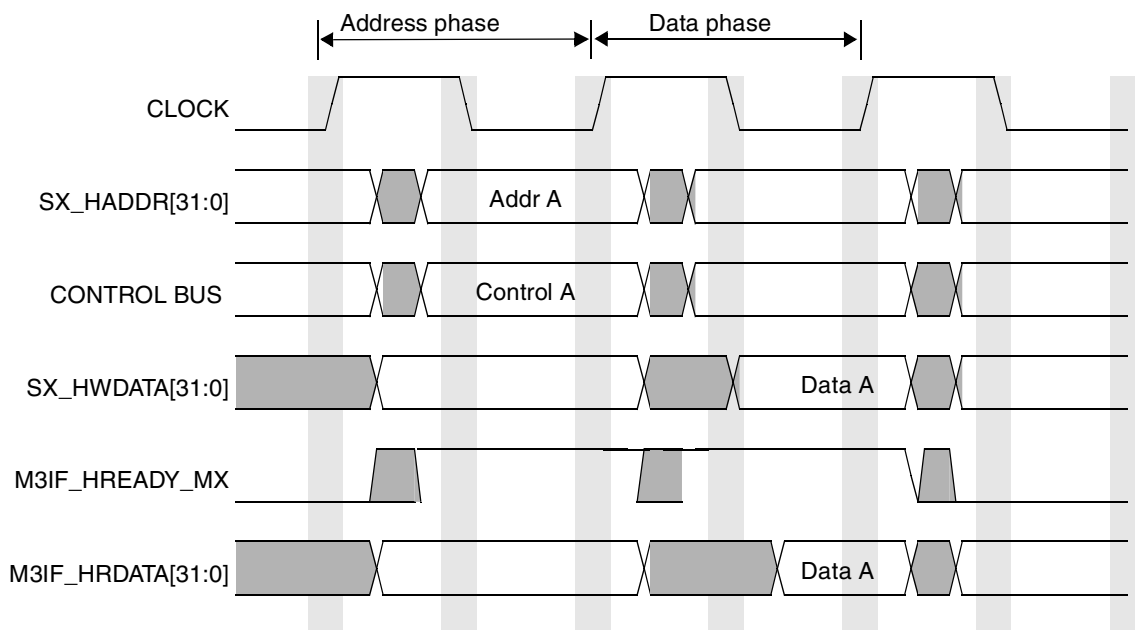 Address phase
Data phase
CLOCK
SX_HADDR[31:0]
Addr A
CONTROL BUS
Control A
SX_HWDATA[31:0]
Data A
M3IF_HREADY_MX
M3IF_HRDATA[31:0]
Data A